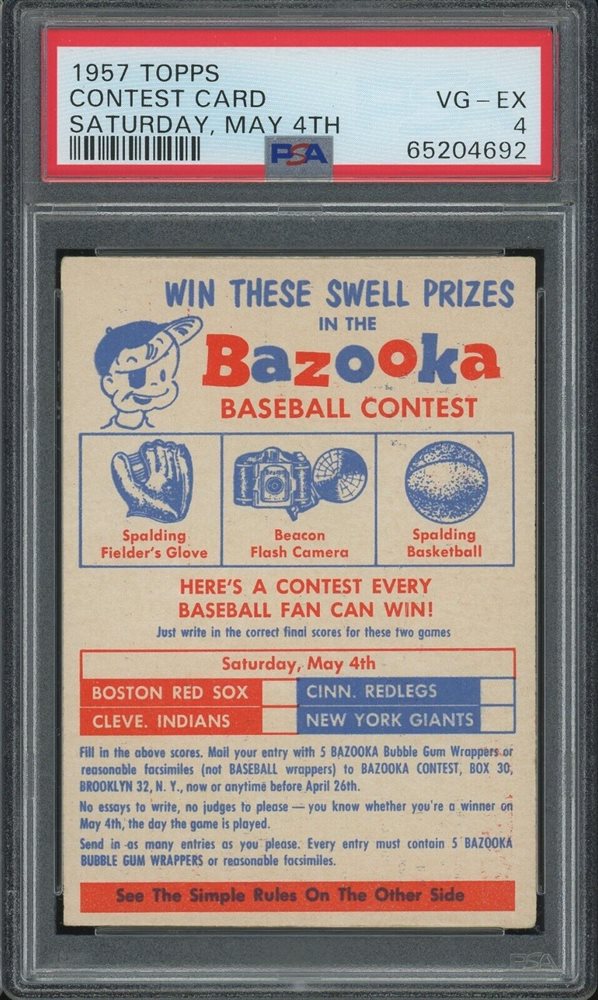 1957 TOPPS
CONTEST CARD VG - EX
SATURDAY, MAY 4TH 4
PSA 65204692
WIN THESE SWELL PRIZES
IN THE
Bazooka
BASEBALL CONTEST
Spalding
Fielder's Glove
Beacon
Flash Camera
Spalding
Basketball
HERE'S A CONTEST EVERY
BASEBALL FAN CAN WIN!
Just write in the correct final scores for these two games
Saturday, May 4th
BOSTON RED SOX CINN. REDLEGS
CLEVE. INDIANS NEW YORK GIANTS
Fill in the above scores. Mail your entry with 5 BAZOOKA Bubble Gum Wrappers or
reasonable facsimiles (not BASEBALL wrappers) to BAZOOKA CONTEST, BOX 30,
BROOKLYN 32, N. Y., now or anytime before April 26th.
No essays to write, no judges to please — you know whether you're a winner on
May 4th, the day the game is played.
Send in as many entries as you please. Every entry must contain 5 BAZOOKA
BUBBLE GUM WRAPPERS or reasonable facsimiles.
See The Simple Rules On The Other Side
PSA